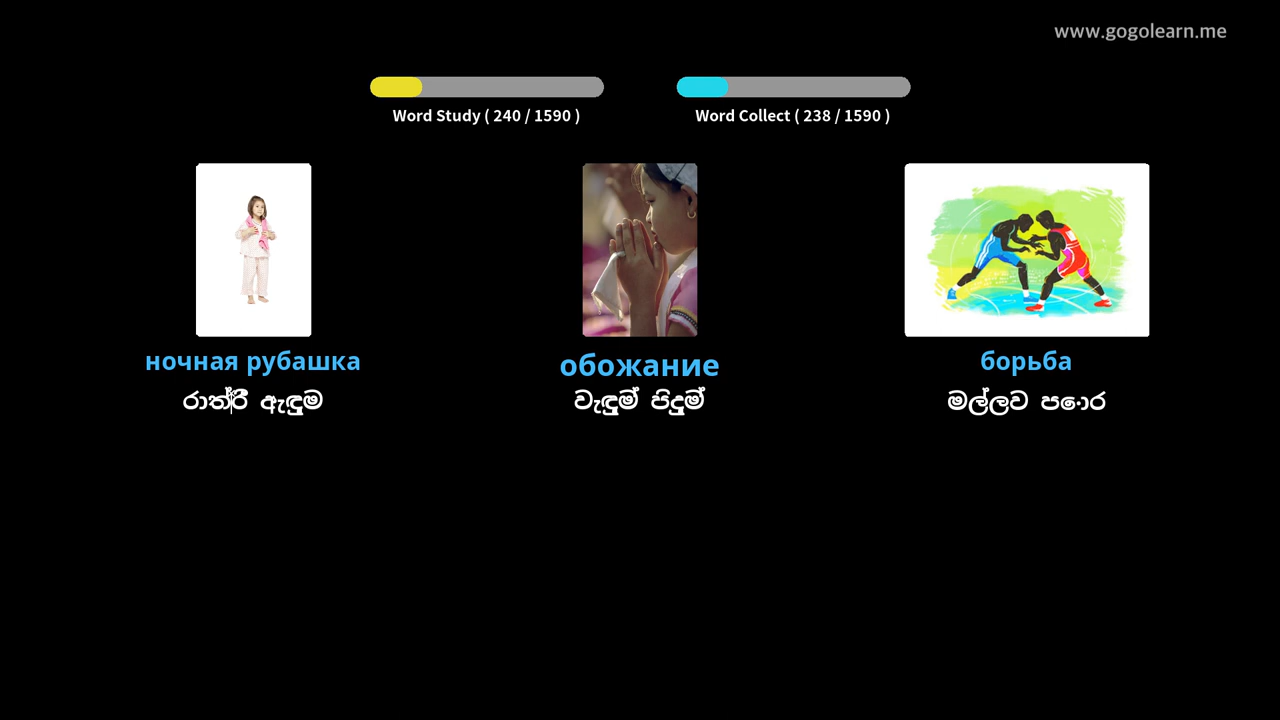 www.gogolearn.me
Word Study ( 240 / 1590 )
Word Collect ( 238 / 1590 )
ночная рубашка
රාත්‍රී ඇඳුම
обожание
වැඳුම් පිදුම්
борьба
මල්ලව පොර